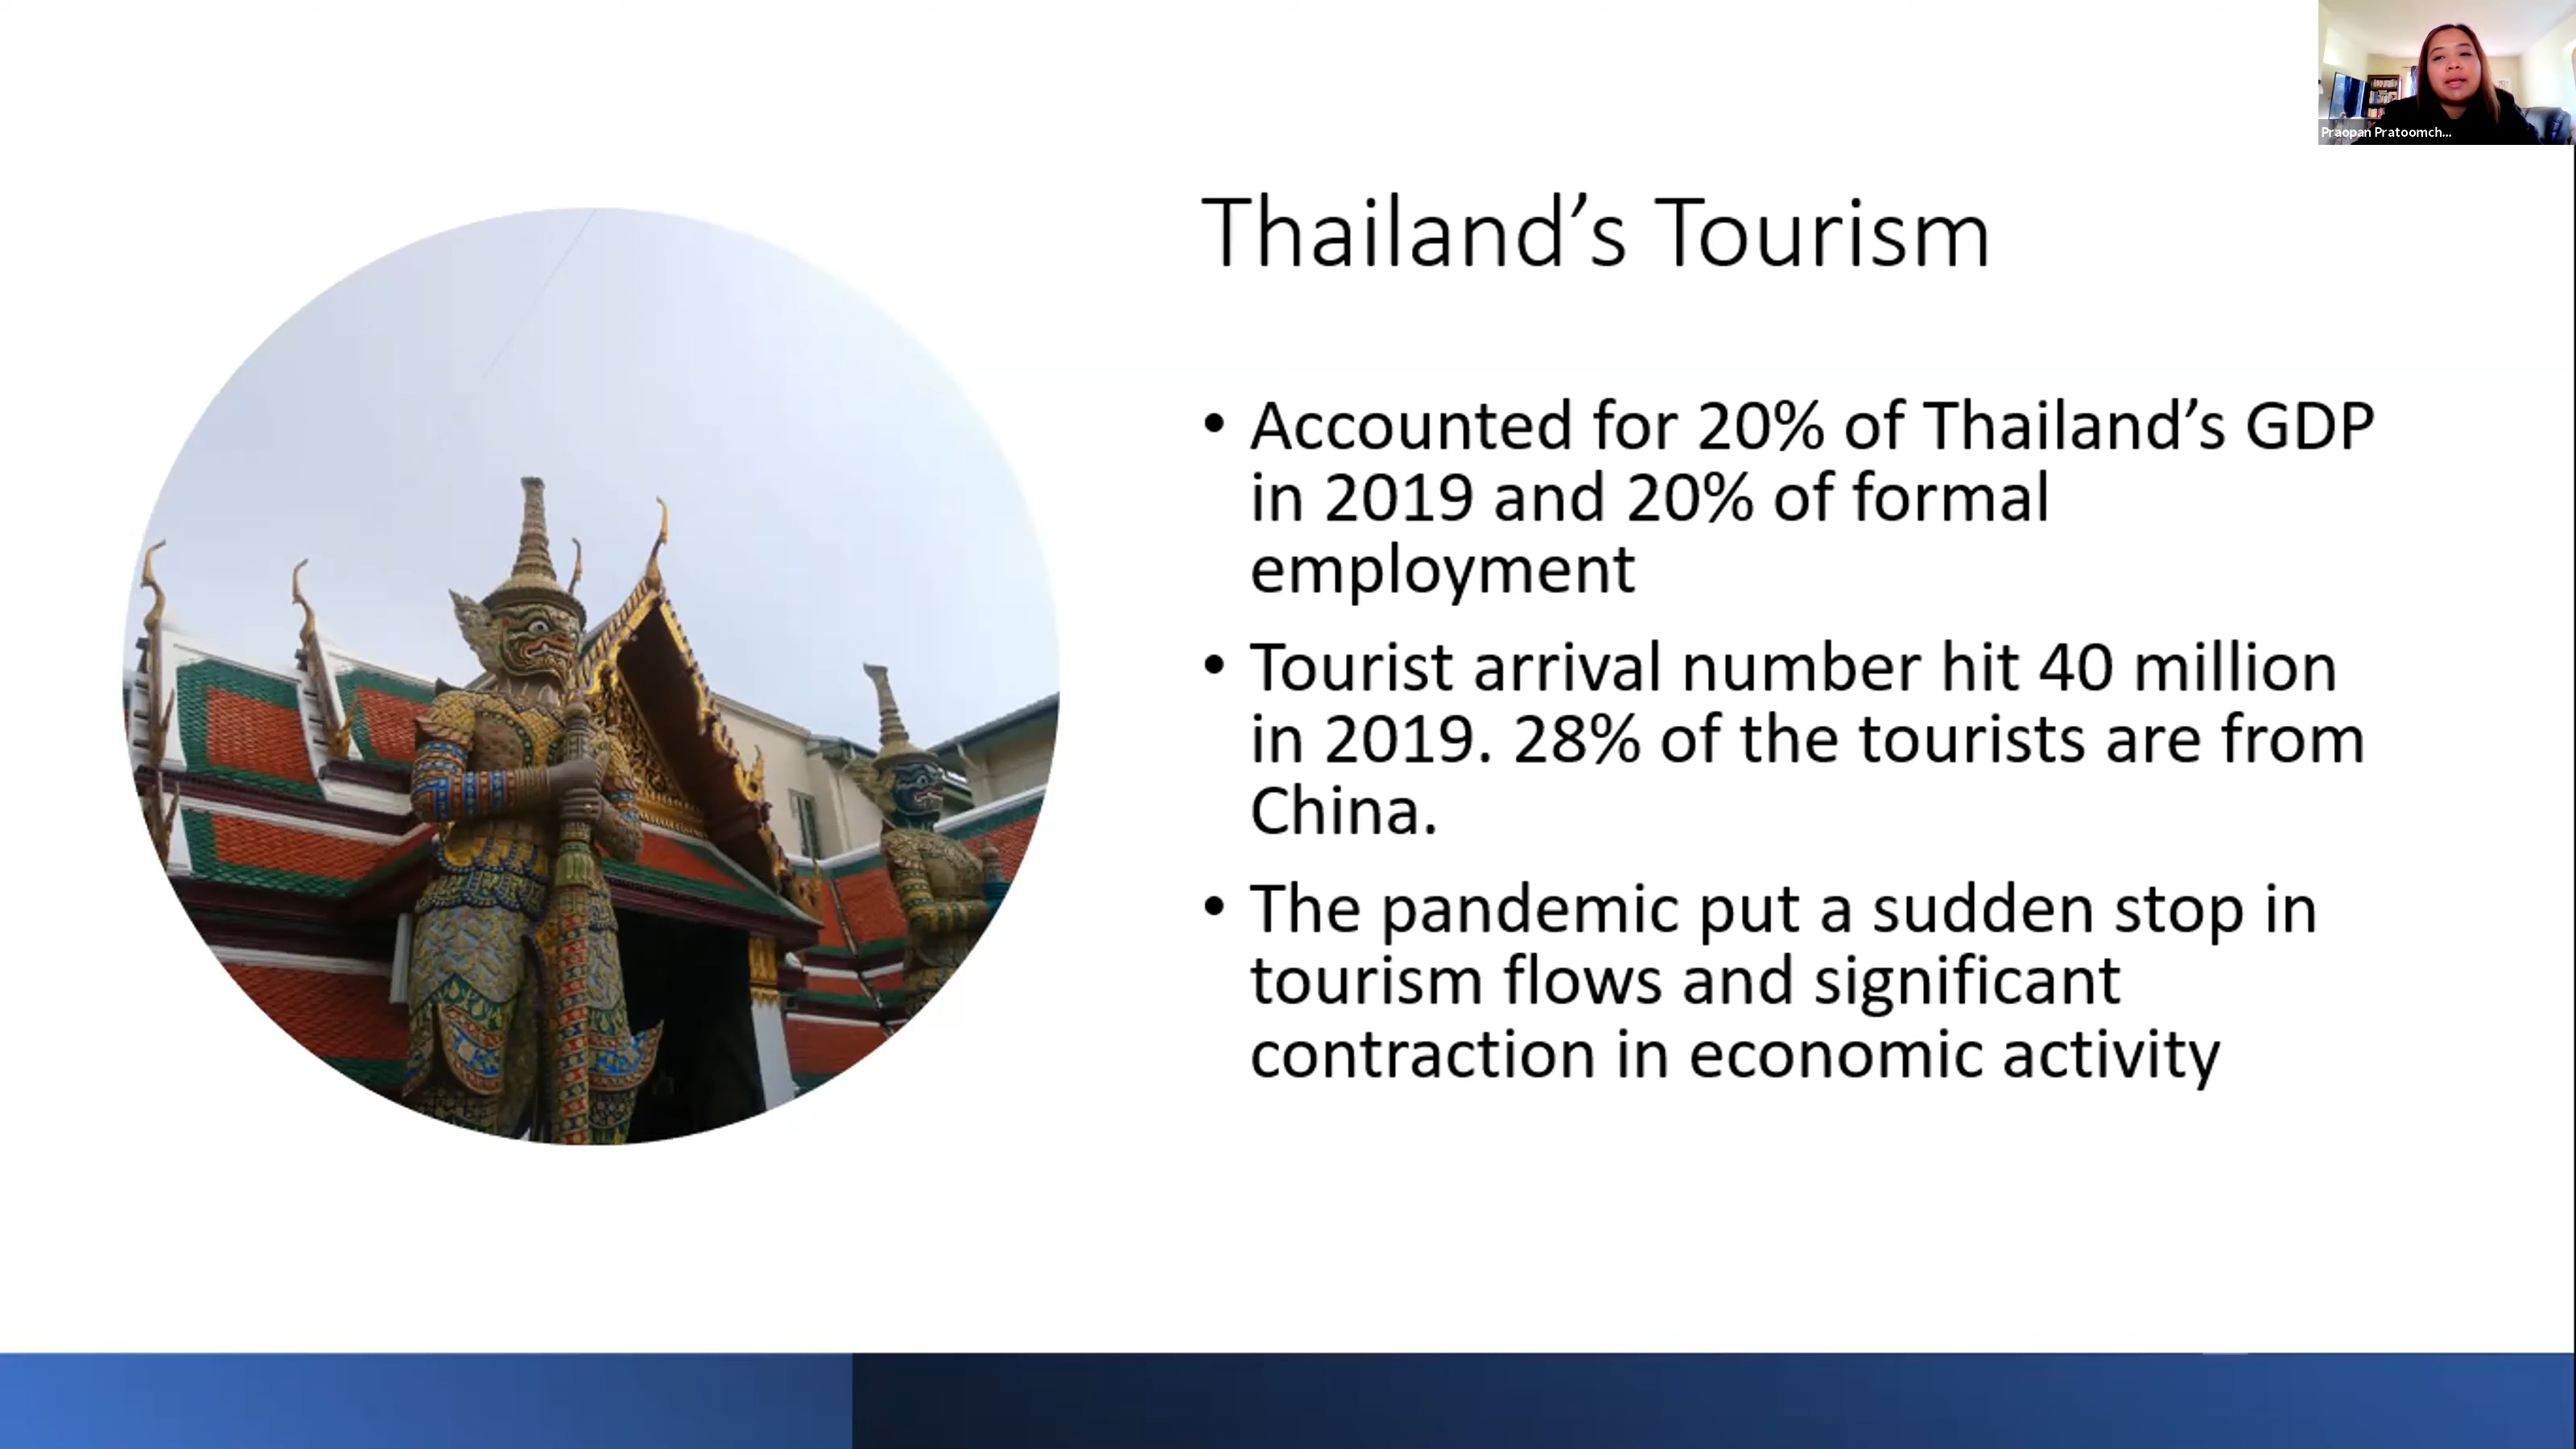 Praopan Pratoomch...
Thailand’s Tourism
• Accounted for 20% of Thailand’s GDP
in 2019 and 20% of formal
employment
• Tourist arrival number hit 40 million
in 2019. 28% of the tourists are from
China.
• The pandemic put a sudden stop in
tourism flows and significant
contraction in economic activity